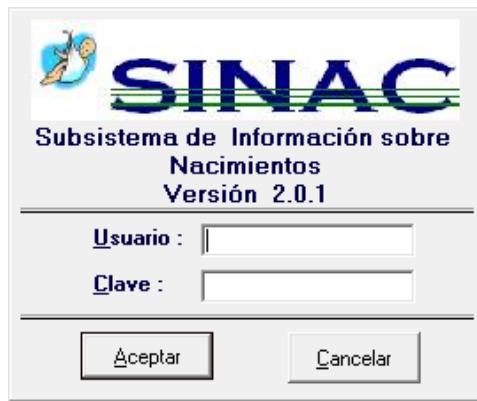 SINAC
Subsistema de Información sobre
Nacimientos
Versión 2.0.1
Usuario :
Clave :
Aceptar Cancelar